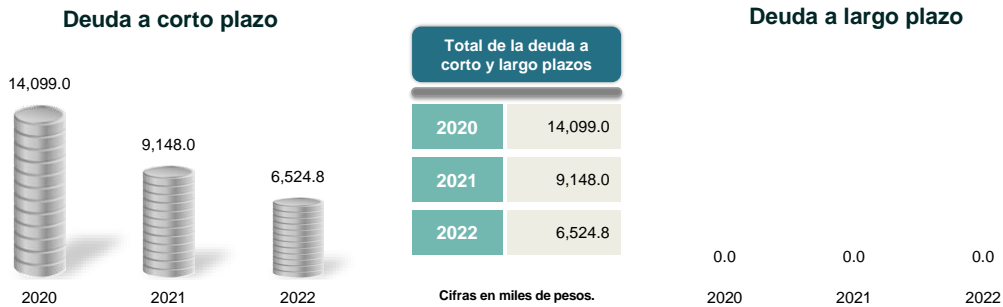 Deuda a corto plazo
14,099.0
9,148.0
6,524.8
2020 2021 2022
Total de la deuda a
corto y largo plazos
2020 14,099.0
2021 9,148.0
2022 6,524.8
Cifras en miles de pesos.
Deuda a largo plazo
0.0 0.0 0.0
2020 2021 2022